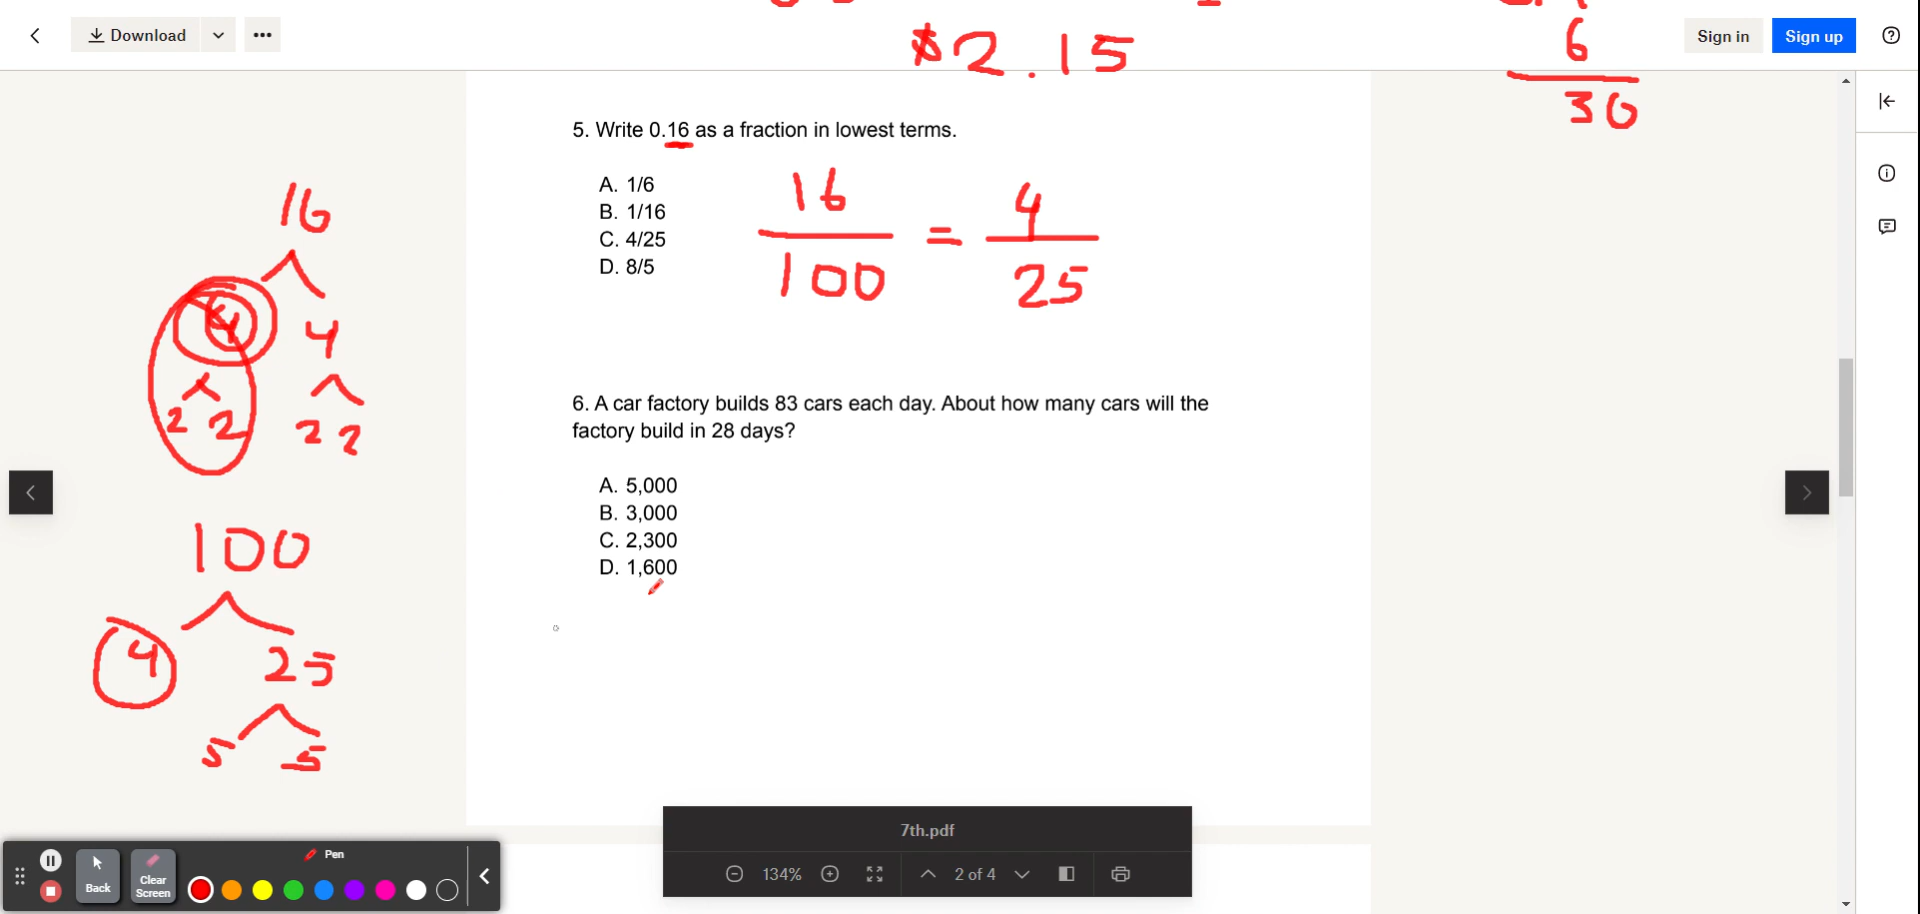 Download
Sign in
Sign up
$2.15
6
30
5. Write 0.16 as a fraction in lowest terms.
A. 1/6
B. 1/16
C. 4/25
D. 8/5
16
100
=
4
25
16
4
4
2 2
2 2
100
4
25
5
5
6. A car factory builds 83 cars each day. About how many cars will the
factory build in 28 days?
A. 5,000
B. 3,000
C. 2,300
D. 1,600
7th.pdf
134%
2 of 4
Pen
Back
Clear
Screen